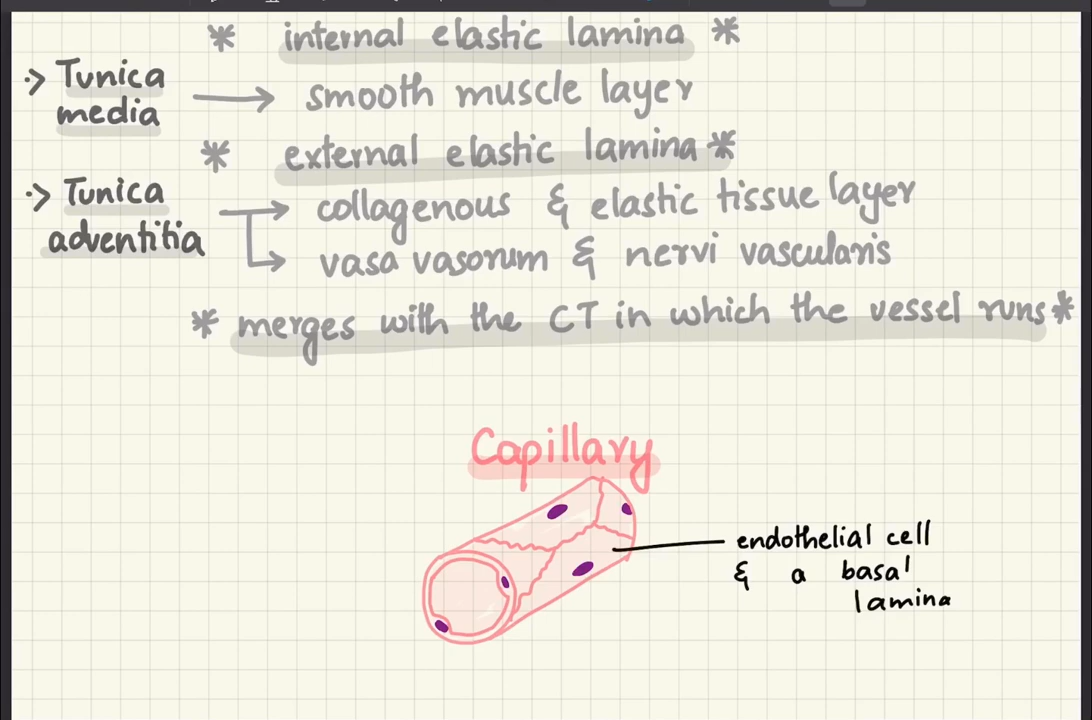 * internal elastic lamina *
-> Tunica media → smooth muscle layer
* external elastic lamina *
-> Tunica adventitia → collagenous & elastic tissue layer
→ vasa vasorum & nervi vascularis
* merges with the CT in which the vessel runs *
Capillary
endothelial cell
& a basal
lamina